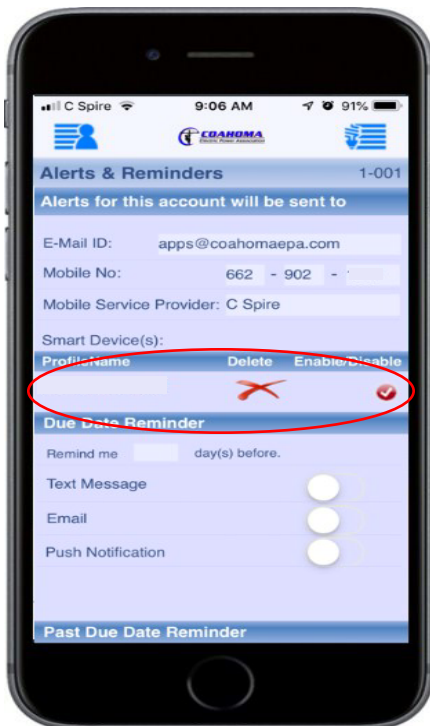 C Spire 9:06 AM 91%
COAHOMA
Electric Power Association
Alerts & Reminders 1-001
Alerts for this account will be sent to
E-Mail ID: apps@coahomaepa.com
Mobile No: 662 - 902 -
Mobile Service Provider: C Spire
Smart Device(s):
ProfileName Delete Enable/Disable
Due Date Reminder
Remind me day(s) before.
Text Message
Email
Push Notification
Past Due Date Reminder